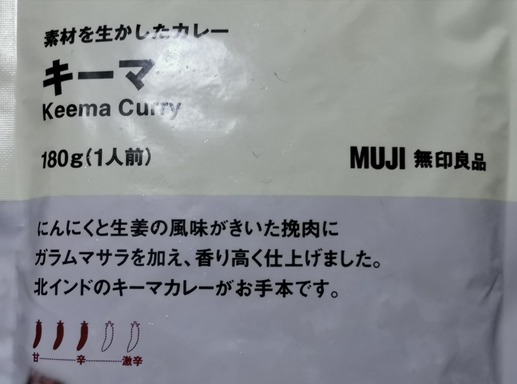 素材を生かしたカレー
キーマ
Keema Curry
180g(1人前)
MUJI 無印良品
にんにくと生姜の風味がきいた挽肉に
ガラムマサラを加え、香り高く仕上げました。
北インドのキーマカレーがお手本です。
甘 辛 激辛